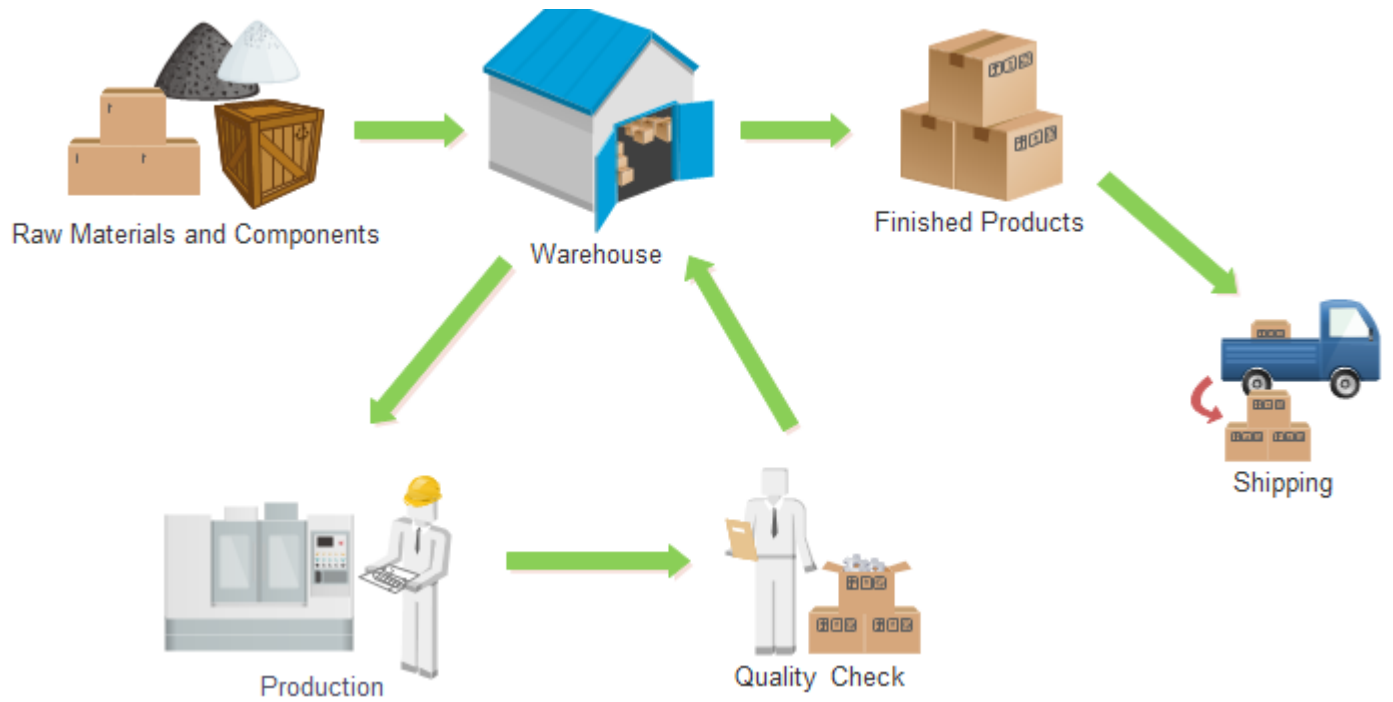 Raw Materials and Components
Warehouse
Finished Products
Shipping
Production
Quality Check